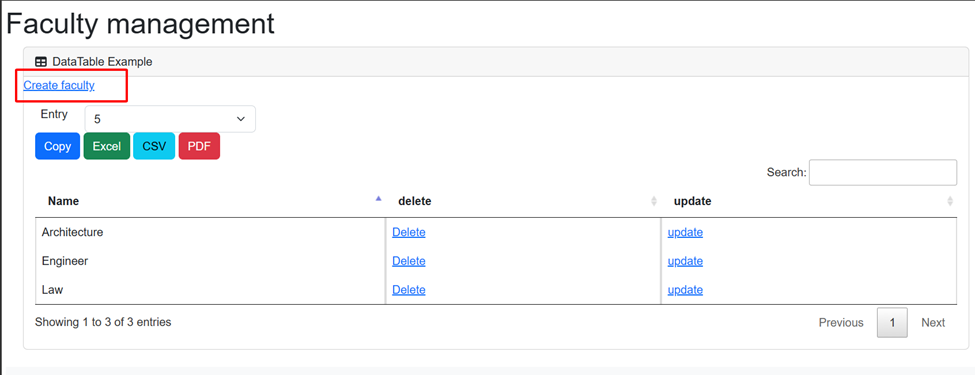 Faculty management
DataTable Example
Create faculty
Entry 5
Copy Excel CSV PDF
Search:
Name delete update
Architecture Delete update
Engineer Delete update
Law Delete update
Showing 1 to 3 of 3 entries Previous 1 Next